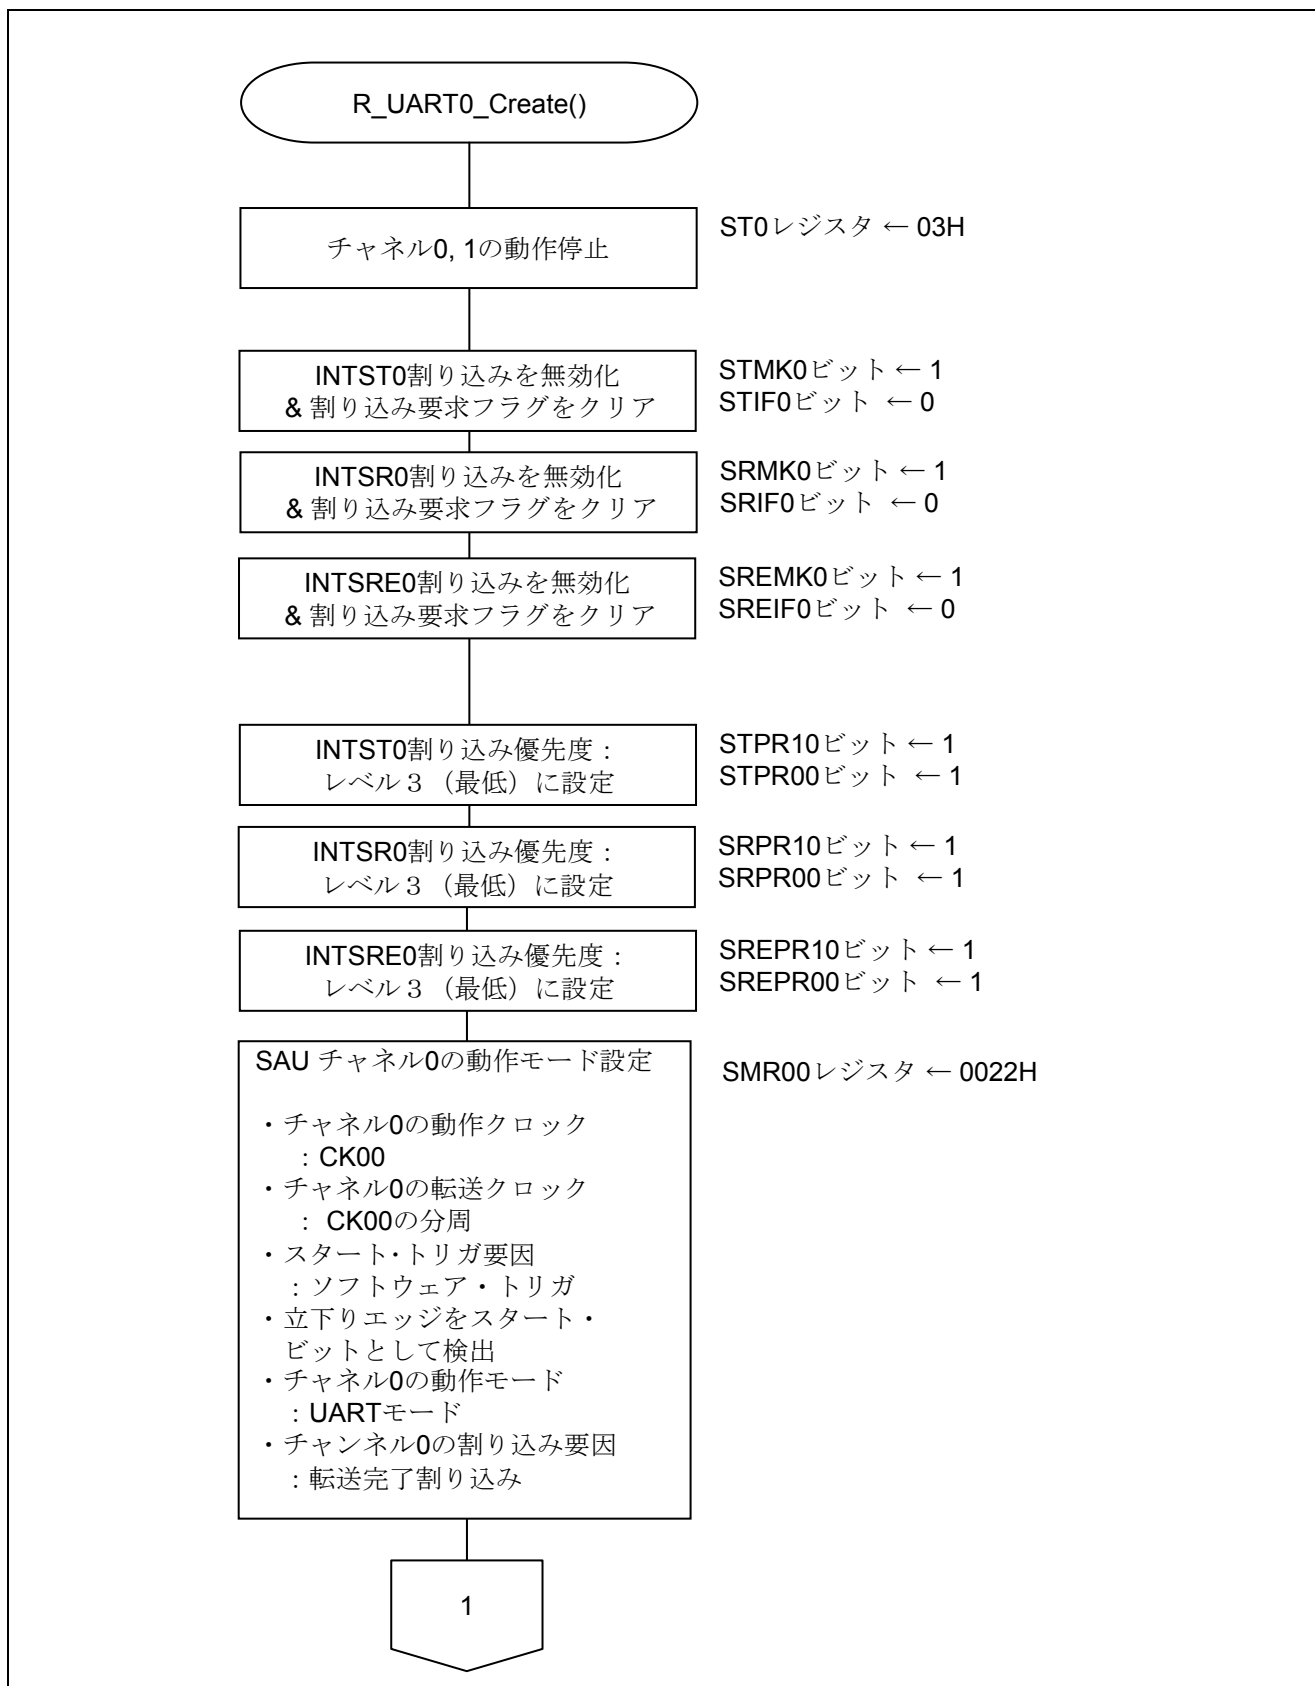 R_UART0_Create()
チャネル0, 1の動作停止
ST0レジスタ ← 03H
INTST0割り込みを無効化
& 割り込み要求フラグをクリア
STMK0ビット ← 1
STIF0ビット ← 0
INTSR0割り込みを無効化
& 割り込み要求フラグをクリア
SRMK0ビット ← 1
SRIF0ビット ← 0
INTSRE0割り込みを無効化
& 割り込み要求フラグをクリア
SREMK0ビット ← 1
SREIF0ビット ← 0
INTST0割り込み優先度：
レベル３（最低）に設定
STPR10ビット ← 1
STPR00ビット ← 1
INTSR0割り込み優先度：
レベル３（最低）に設定
SRPR10ビット ← 1
SRPR00ビット ← 1
INTSRE0割り込み優先度：
レベル３（最低）に設定
SREPR10ビット ← 1
SREPR00ビット ← 1
SAU チャネル0の動作モード設定
SMR00レジスタ ← 0022H
・チャネル0の動作クロック
：CK00
・チャネル0の転送クロック
： CK00の分周
・スタート・トリガ要因
：ソフトウェア・トリガ
・立下りエッジをスタート・
ビットとして検出
・チャネル0の動作モード
：UARTモード
・チャンネル0の割り込み要因
：転送完了割り込み
1